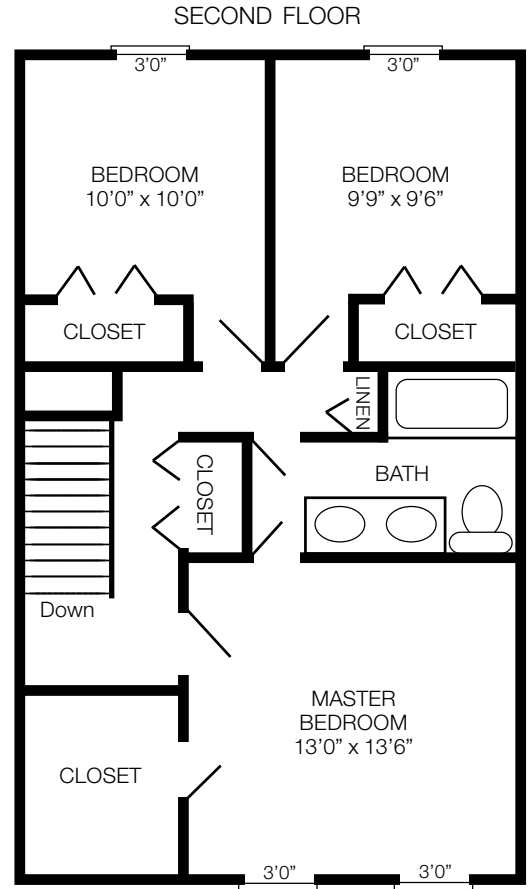 SECOND FLOOR
3’0”
3’0”
BEDROOM
10’0” x 10’0”
BEDROOM
9’9” x 9’6”
CLOSET
CLOSET
LINEN
CLOSET
BATH
Down
MASTER
BEDROOM
13’0” x 13’6”
CLOSET
3’0”
3’0”